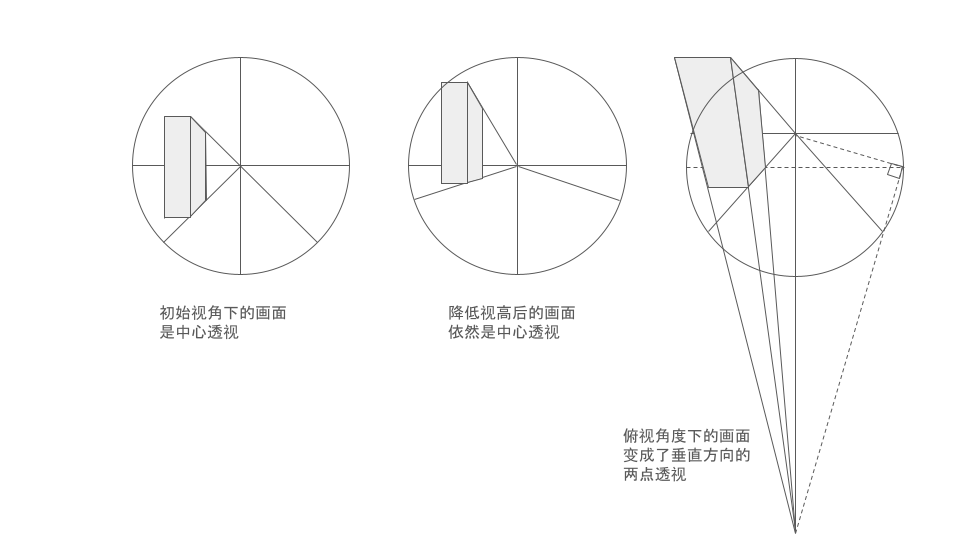 初始视角下的画面
是中心透视
降低视高后的画面
依然是中心透视
俯视角度下的画面
变成了垂直方向的
两点透视